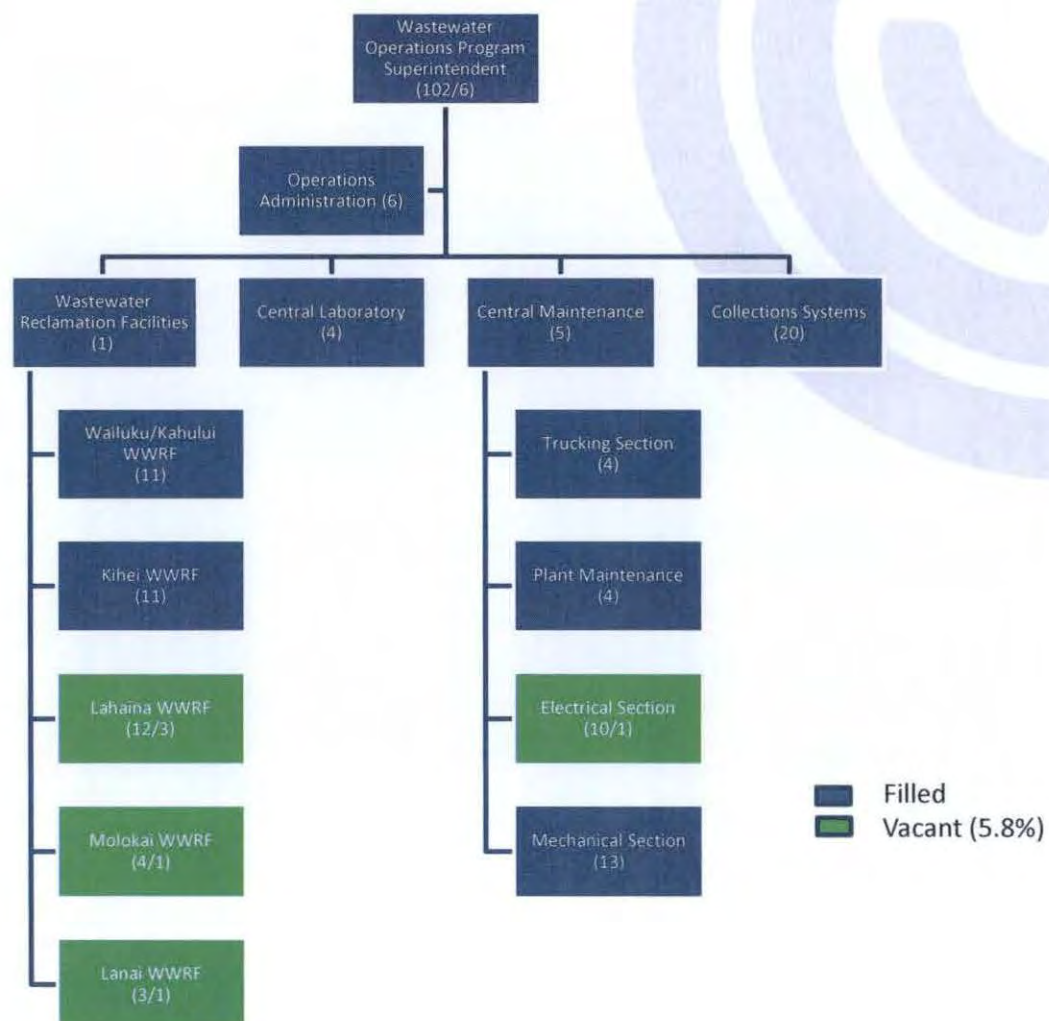 Wastewater
Operations Program
Superintendent
(102/6)
Operations
Administration (6)
Wastewater
Reclamation Facilities
(1)
Central Laboratory
(4)
Central Maintenance
(5)
Collections Systems
(20)
Wailuku/Kahului
WWRF
(11)
Kihei WWRF
(11)
Lahaina WWRF
(12/3)
Molokai WWRF
(4/1)
Lanai WWRF
(3/1)
Trucking Section
(4)
Plant Maintenance
(4)
Electrical Section
(10/1)
Mechanical Section
(13)
Filled
Vacant (5.8%)